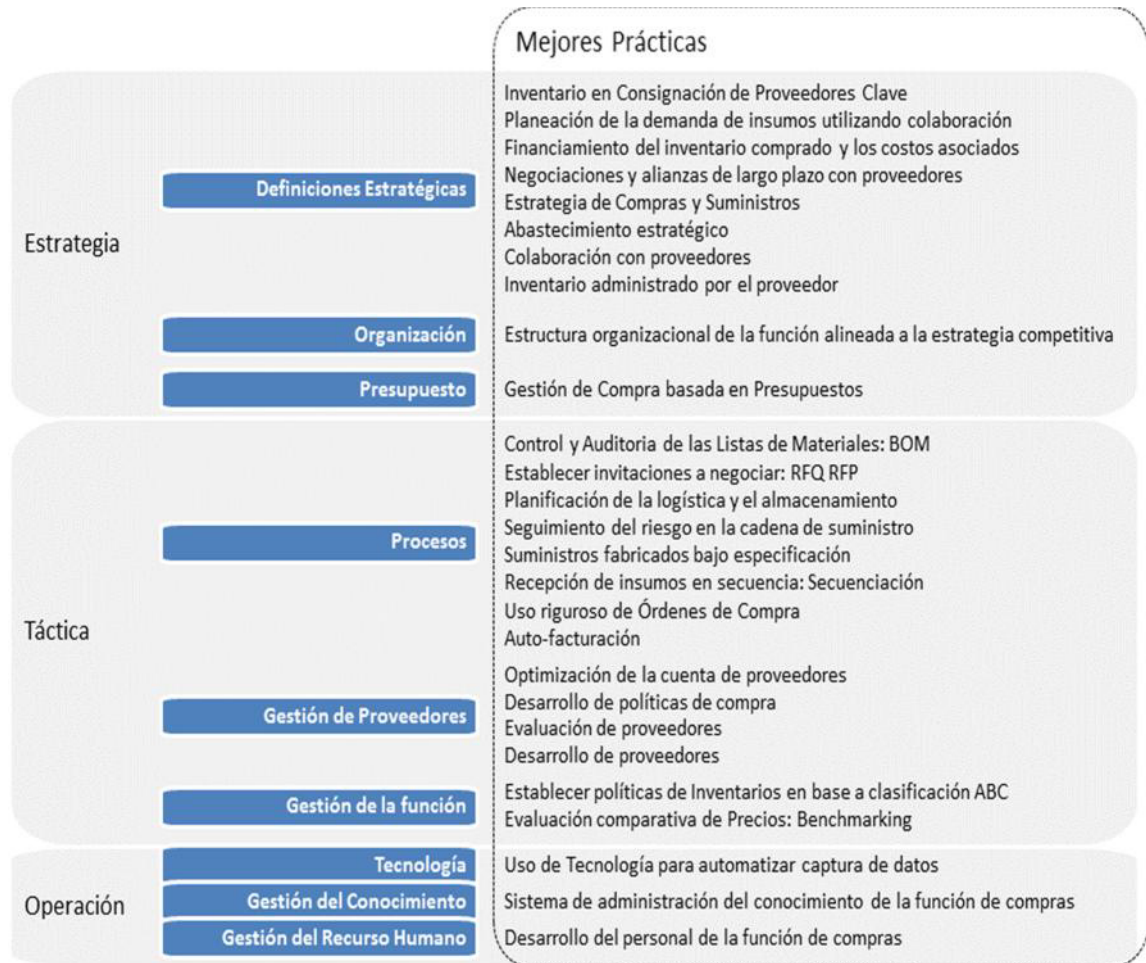 Mejores Prácticas
Estrategia
Definiciones Estratégicas
Inventario en Consignación de Proveedores Clave
Planeación de la demanda de insumos utilizando colaboración
Financiamiento del inventario comprado y los costos asociados
Negociaciones y alianzas de largo plazo con proveedores
Estrategia de Compras y Suministros
Abastecimiento estratégico
Colaboración con proveedores
Inventario administrado por el proveedor
Organización
Estructura organizacional de la función alineada a la estrategia competitiva
Presupuesto
Gestión de Compra basada en Presupuestos
Táctica
Procesos
Control y Auditoria de las Listas de Materiales: BOM
Establecer invitaciones a negociar: RFQ RFP
Planificación de la logística y el almacenamiento
Seguimiento del riesgo en la cadena de suministro
Suministros fabricados bajo especificación
Recepción de insumos en secuencia: Secuenciación
Uso riguroso de Órdenes de Compra
Auto-facturación
Gestión de Proveedores
Optimización de la cuenta de proveedores
Desarrollo de políticas de compra
Evaluación de proveedores
Desarrollo de proveedores
Gestión de la función
Establecer políticas de Inventarios en base a clasificación ABC
Evaluación comparativa de Precios: Benchmarking
Operación
Tecnología
Uso de Tecnología para automatizar captura de datos
Gestión del Conocimiento
Sistema de administración del conocimiento de la función de compras
Gestión del Recurso Humano
Desarrollo del personal de la función de compras